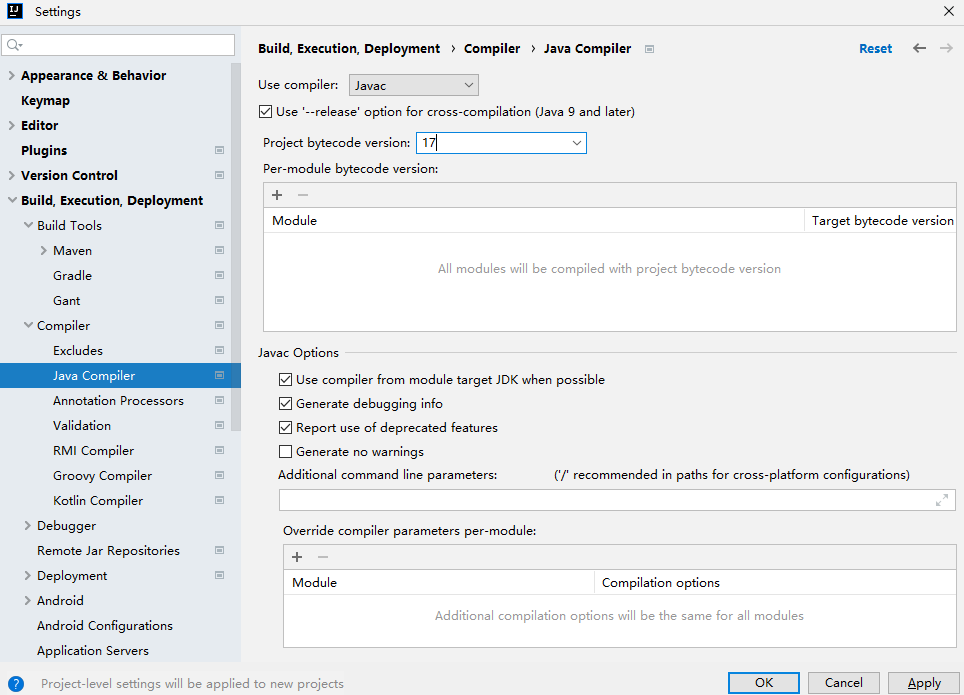 IJ Settings
Appearance & Behavior
Keymap
Editor
Plugins
Version Control
Build, Execution, Deployment
Build Tools
Maven
Gradle
Gant
Compiler
Excludes
Java Compiler
Annotation Processors
Validation
RMI Compiler
Groovy Compiler
Kotlin Compiler
Debugger
Remote Jar Repositories
Deployment
Android
Android Configurations
Application Servers
Build, Execution, Deployment › Compiler › Java Compiler Reset
Use compiler: Javac
Use '--release' option for cross-compilation (Java 9 and later)
Project bytecode version: 17
Per-module bytecode version:
+ −
Module Target bytecode version
All modules will be compiled with project bytecode version
Javac Options
Use compiler from module target JDK when possible
Generate debugging info
Report use of deprecated features
Generate no warnings
Additional command line parameters: ('/' recommended in paths for cross-platform configurations)
Override compiler parameters per-module:
+ −
Module Compilation options
Additional compilation options will be the same for all modules
? Project-level settings will be applied to new projects
OK Cancel Apply